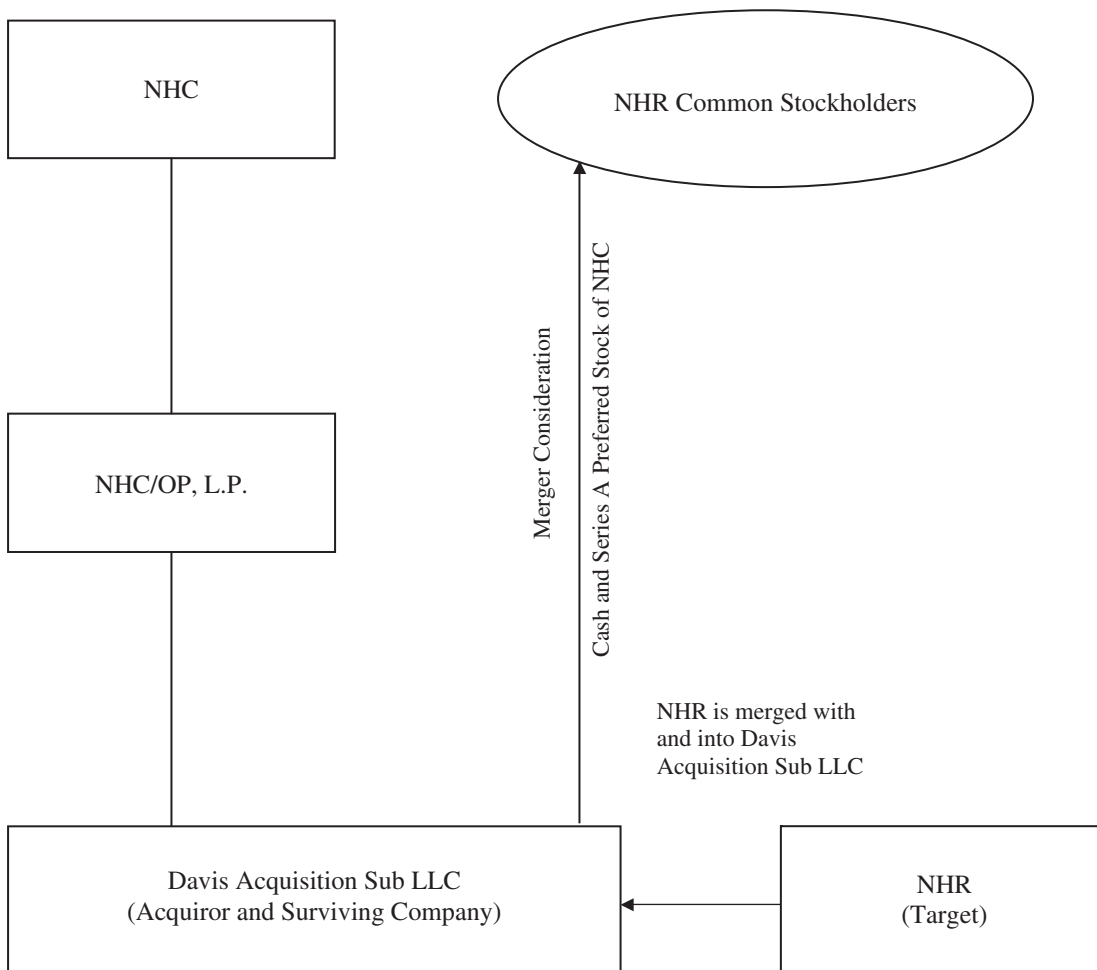 NHC
NHR Common Stockholders
Merger Consideration
Cash and Series A Preferred Stock of NHC
NHC/OP, L.P.
NHR is merged with
and into Davis
Acquisition Sub LLC
Davis Acquisition Sub LLC
(Acquiror and Surviving Company)
NHR
(Target)